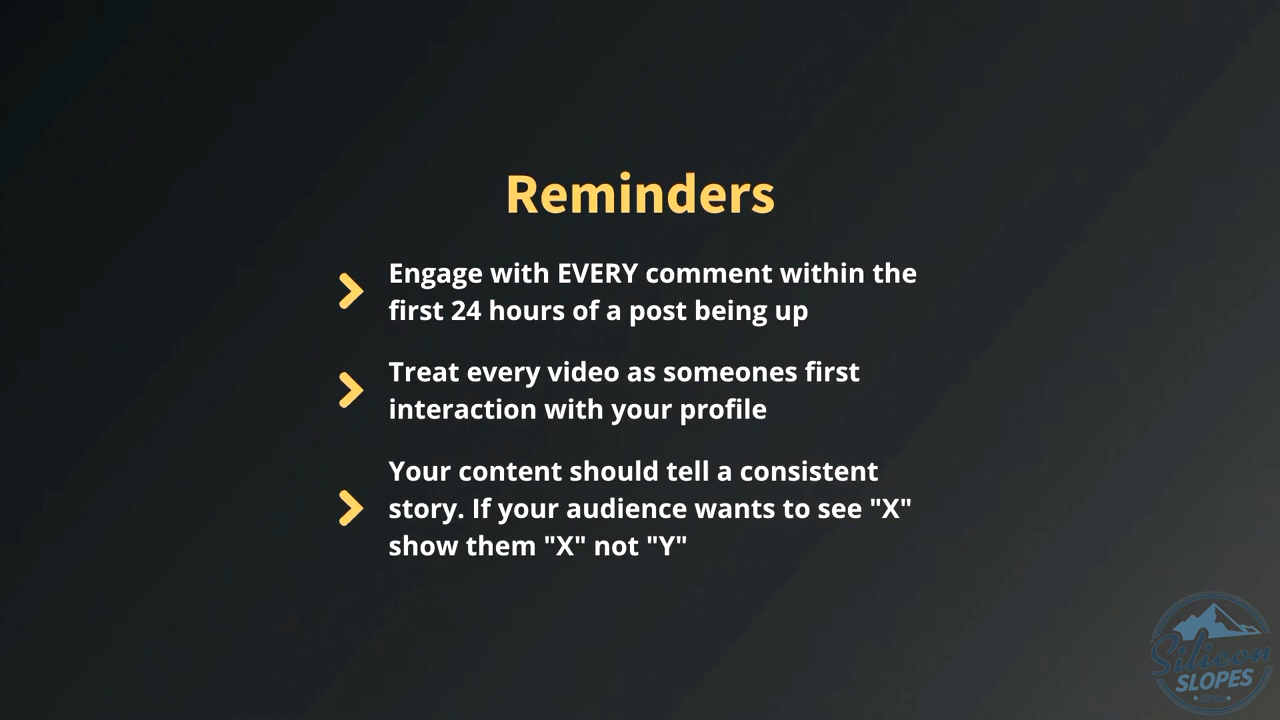 Reminders
Engage with EVERY comment within the
first 24 hours of a post being up
Treat every video as someones first
interaction with your profile
Your content should tell a consistent
story. If your audience wants to see "X"
show them "X" not "Y"
Silicon
SLOPES